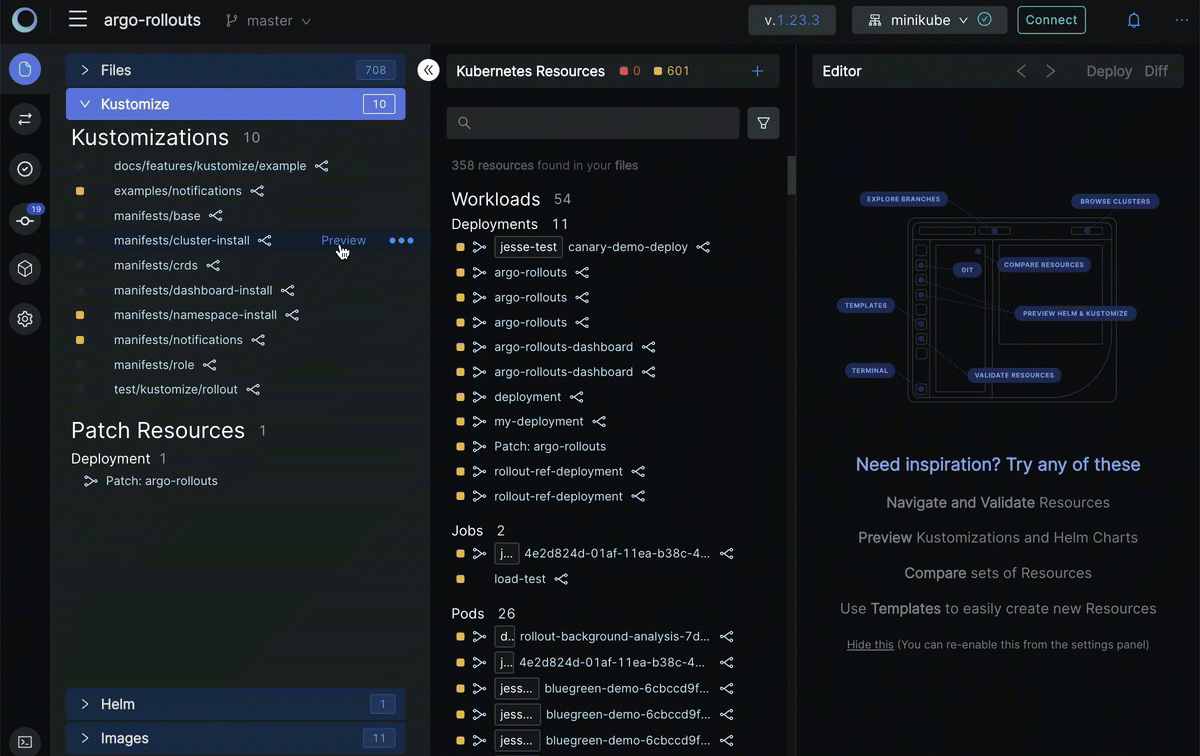 argo-rollouts master v.1.23.3 minikube Connect
Files 708
Kustomize 10
Kustomizations 10
docs/features/kustomize/example
examples/notifications
manifests/base
19
manifests/cluster-install Preview
manifests/crds
manifests/dashboard-install
manifests/namespace-install
manifests/notifications
manifests/role
test/kustomize/rollout
Patch Resources 1
Deployment 1
Patch: argo-rollouts
Helm 1
Images 11
Kubernetes Resources 0 601
358 resources found in your files
Workloads 54
Deployments 11
jesse-test canary-demo-deploy
argo-rollouts
argo-rollouts
argo-rollouts
argo-rollouts-dashboard
argo-rollouts-dashboard
deployment
my-deployment
Patch: argo-rollouts
rollout-ref-deployment
rollout-ref-deployment
Jobs 2
j... 4e2d824d-01af-11ea-b38c-4...
load-test
Pods 26
d.. rollout-background-analysis-7d...
j... 4e2d824d-01af-11ea-b38c-4...
jess... bluegreen-demo-6cbccd9f...
jess... bluegreen-demo-6cbccd9f...
jess... bluegreen-demo-6cbccd9f...
Editor Deploy Diff
EXPLORE BRANCHES
BROWSE CLUSTERS
COMPARE RESOURCES
GIT
TEMPLATES
PREVIEW HELM & KUSTOMIZE
TERMINAL
VALIDATE RESOURCES
Need inspiration? Try any of these
Navigate and Validate Resources
Preview Kustomizations and Helm Charts
Compare sets of Resources
Use Templates to easily create new Resources
Hide this (You can re-enable this from the settings panel)